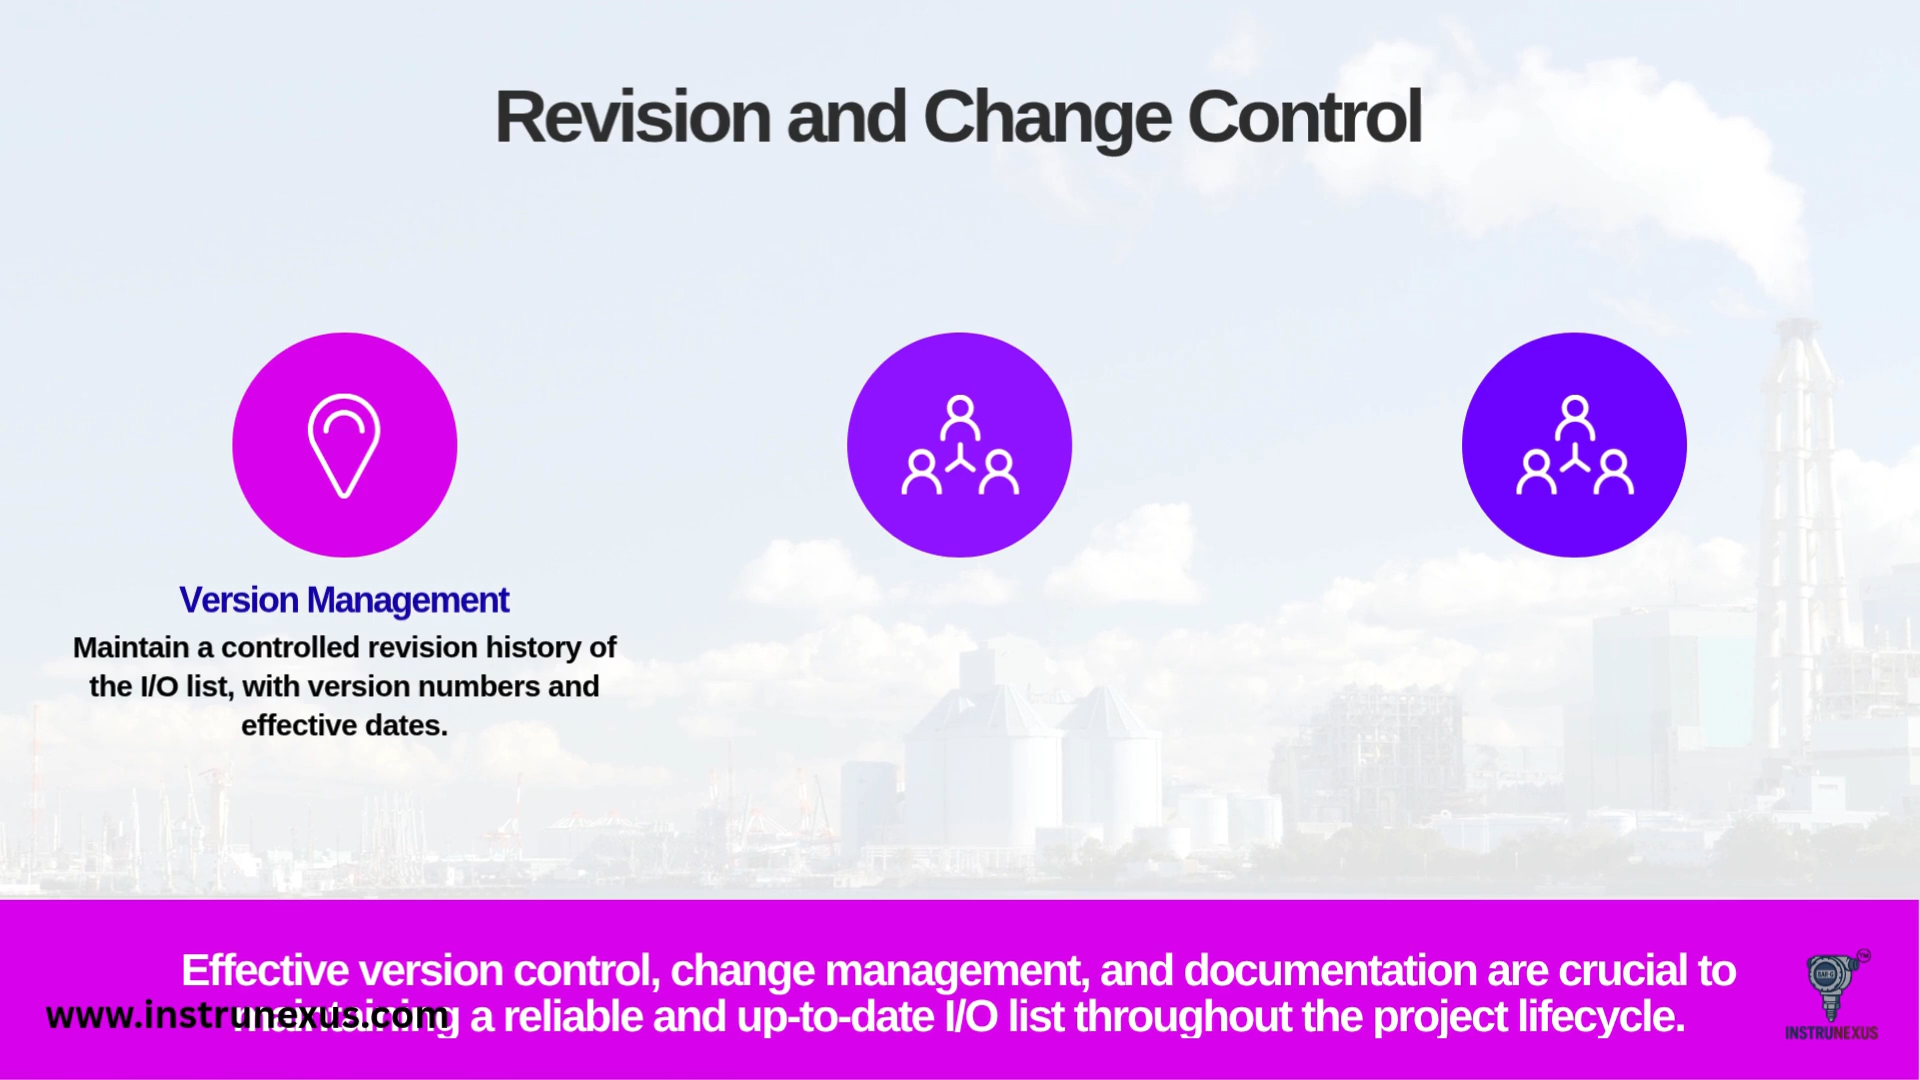 Revision and Change Control
Version Management
Maintain a controlled revision history of
the I/O list, with version numbers and
effective dates.
Effective version control, change management, and documentation are crucial to
maintaining a reliable and up-to-date I/O list throughout the project lifecycle.
www.instrunexus.com
TM
INSTRUNEXUS